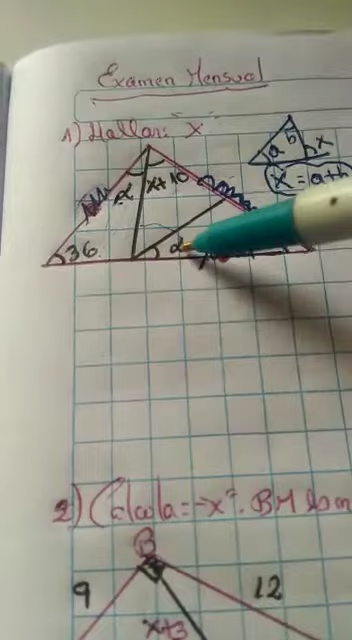 Examen Mensual
1) Hallar: x
a b x
x = a+b
α x+10
36 α
2) Calcula = "x". BM
B
9 12
x+3